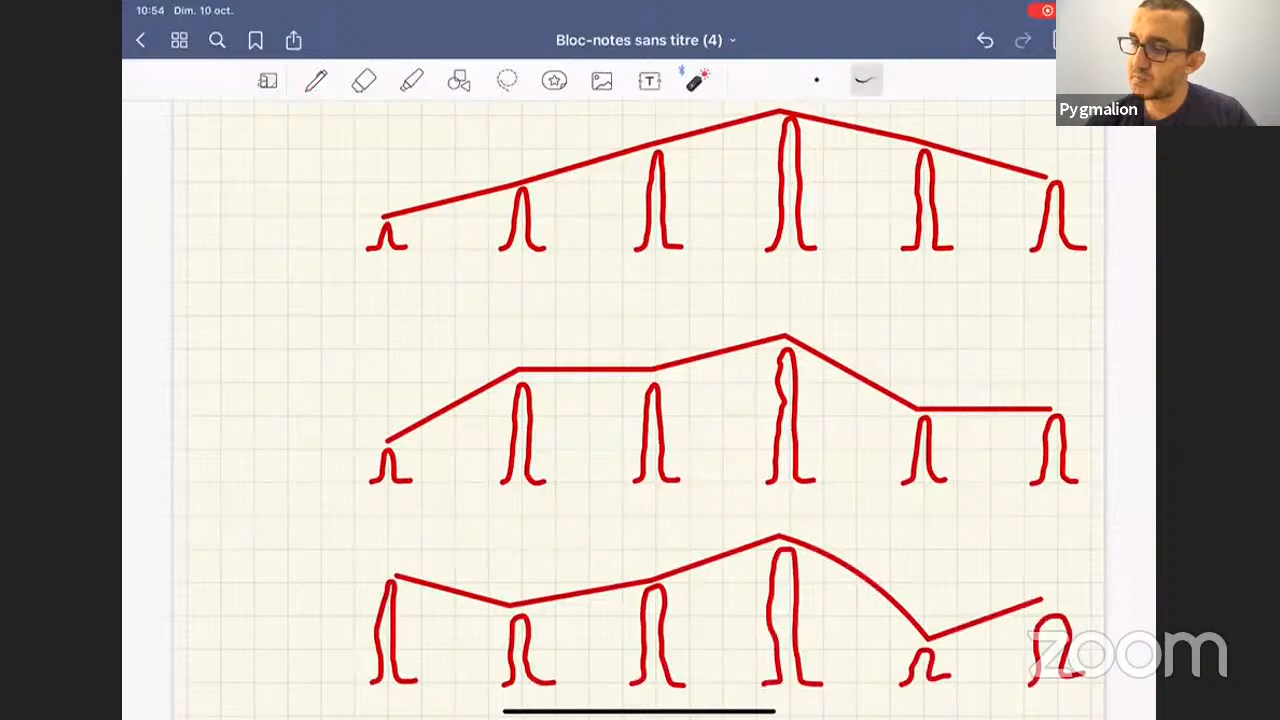 10:54 Dim. 10 oct.
Bloc-notes sans titre (4)
T
Pygmalion
zoom